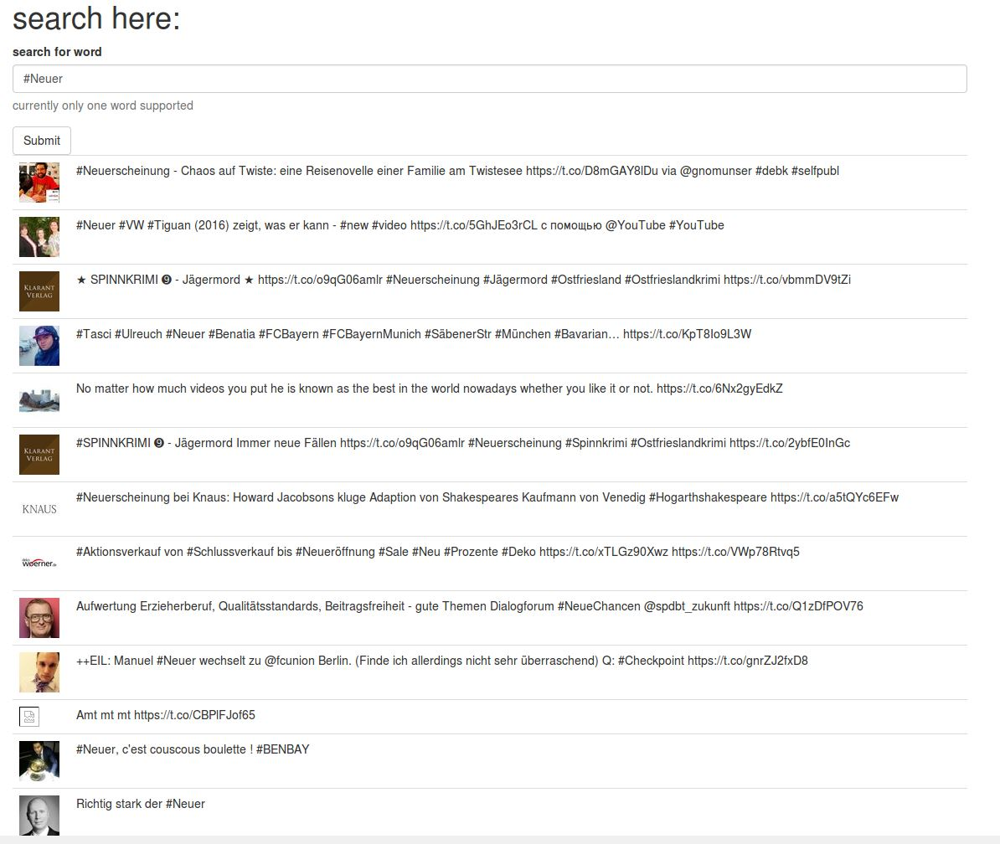 search here:
search for word
#Neuer
currently only one word supported
Submit
#Neuerscheinung - Chaos auf Twiste: eine Reisenovelle einer Familie am Twistesee https://t.co/D8mGAY8lDu via @gnomunser #debk #selfpubl
#Neuer #VW #Tiguan (2016) zeigt, was er kann - #new #video https://t.co/5GhJEo3rCL с помощью @YouTube #YouTube
KLARANT
VERLAG
★ SPINNKRIMI ➒ - Jägermord ★ https://t.co/o9qG06amlr #Neuerscheinung #Jägermord #Ostfriesland #Ostfrieslandkrimi https://t.co/vbmmDV9tZi
#Tasci #Ulreuch #Neuer #Benatia #FCBayern #FCBayernMunich #SäbenerStr #München #Bavarian… https://t.co/KpT8Io9L3W
No matter how much videos you put he is known as the best in the world nowadays whether you like it or not. https://t.co/6Nx2gyEdkZ
KLARANT
VERLAG
#SPINNKRIMI ➒ - Jägermord Immer neue Fällen https://t.co/o9qG06amlr #Neuerscheinung #Spinnkrimi #Ostfrieslandkrimi https://t.co/2ybfE0InGc
KNAUS
#Neuerscheinung bei Knaus: Howard Jacobsons kluge Adaption von Shakespeares Kaufmann von Venedig #Hogarthshakespeare https://t.co/a5tQYc6EFw
deko
woerner.de
#Aktionsverkauf von #Schlussverkauf bis #Neueröffnung #Sale #Neu #Prozente #Deko https://t.co/xTLGz90Xwz https://t.co/VWp78Rtvq5
Aufwertung Erzieherberuf, Qualitätsstandards, Beitragsfreiheit - gute Themen Dialogforum #NeueChancen @spdbt_zukunft https://t.co/Q1zDfPOV76
++EIL: Manuel #Neuer wechselt zu @fcunion Berlin. (Finde ich allerdings nicht sehr überraschend) Q: #Checkpoint https://t.co/gnrZJ2fxD8
Amt mt mt https://t.co/CBPlFJof65
#Neuer, c'est couscous boulette ! #BENBAY
Richtig stark der #Neuer